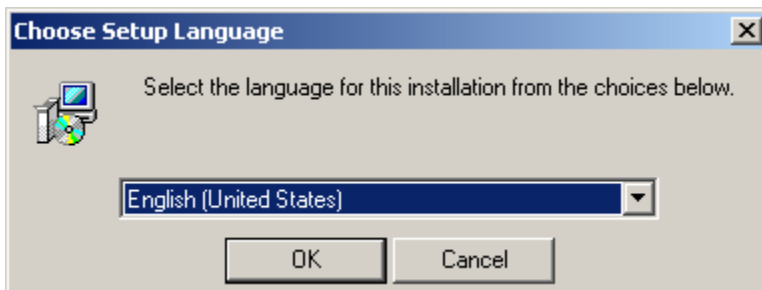 Choose Setup Language
Select the language for this installation from the choices below.
English (United States)
OK
Cancel